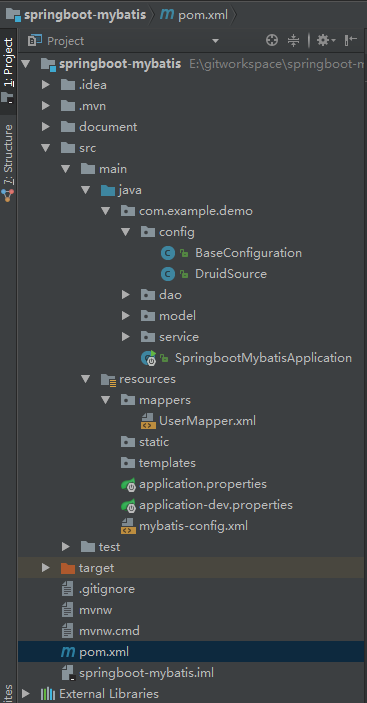 springboot-mybatis pom.xml
Project
springboot-mybatis E:\gitworkspace\springboot-m
.idea
.mvn
document
src
main
java
com.example.demo
config
BaseConfiguration
DruidSource
dao
model
service
SpringbootMybatisApplication
resources
mappers
UserMapper.xml
static
templates
application.properties
application-dev.properties
mybatis-config.xml
test
target
.gitignore
mvnw
mvnw.cmd
pom.xml
springboot-mybatis.iml
External Libraries
1: Project
7: Structure
ites